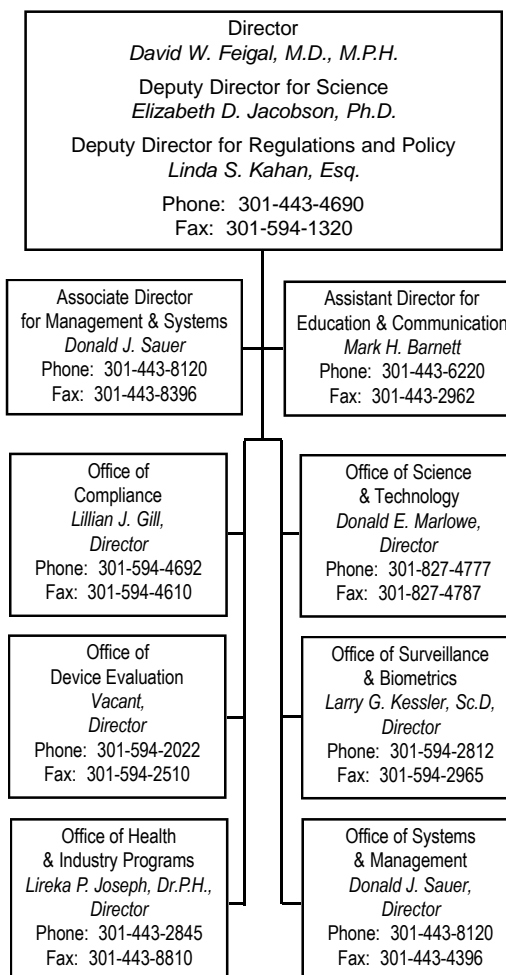 Director
David W. Feigal, M.D., M.P.H.
Deputy Director for Science
Elizabeth D. Jacobson, Ph.D.
Deputy Director for Regulations and Policy
Linda S. Kahan, Esq.
Phone: 301-443-4690
Fax: 301-594-1320
Associate Director
for Management & Systems
Donald J. Sauer
Phone: 301-443-8120
Fax: 301-443-8396
Assistant Director for
Education & Communication
Mark H. Barnett
Phone: 301-443-6220
Fax: 301-443-2962
Office of
Compliance
Lillian J. Gill,
Director
Phone: 301-594-4692
Fax: 301-594-4610
Office of Science
& Technology
Donald E. Marlowe,
Director
Phone: 301-827-4777
Fax: 301-827-4787
Office of
Device Evaluation
Vacant,
Director
Phone: 301-594-2022
Fax: 301-594-2510
Office of Surveillance
& Biometrics
Larry G. Kessler, Sc.D,
Director
Phone: 301-594-2812
Fax: 301-594-2965
Office of Health
& Industry Programs
Lireka P. Joseph, Dr.P.H.,
Director
Phone: 301-443-2845
Fax: 301-443-8810
Office of Systems
& Management
Donald J. Sauer,
Director
Phone: 301-443-8120
Fax: 301-443-4396